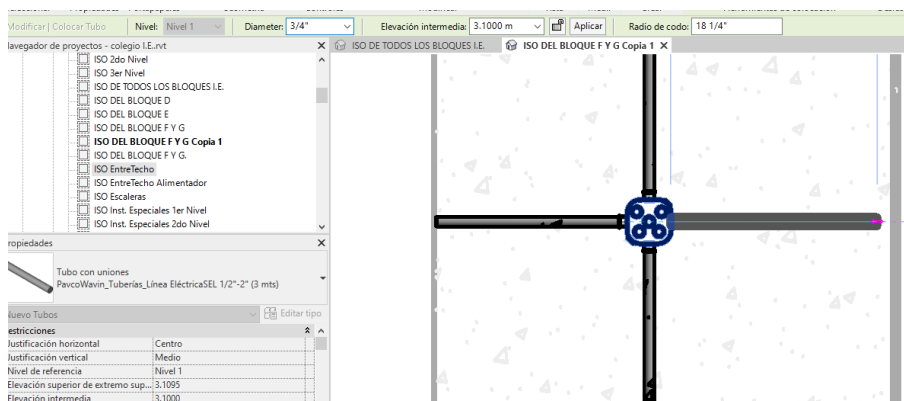 Modificar | Colocar Tubo Nivel: Nivel 1 Diameter: 3/4" Elevación intermedia: 3.1000 m Aplicar Radio de codo: 18 1/4"
Navegador de proyectos - colegio I.E..rvt
ISO DE TODOS LOS BLOQUES I.E.
ISO DEL BLOQUE F Y G Copia 1
ISO 2do Nivel
ISO 3er Nivel
ISO DE TODOS LOS BLOQUES I.E.
ISO DEL BLOQUE D
ISO DEL BLOQUE E
ISO DEL BLOQUE F Y G
ISO DEL BLOQUE F Y G Copia 1
ISO DEL BLOQUE F Y G.
ISO EntreTecho
ISO EntreTecho Alimentador
ISO Escaleras
ISO Inst. Especiales 1er Nivel
ISO Inst. Especiales 2do Nivel
ropiedades
Tubo con uniones
PavcoWavin_Tuberías_Línea EléctricaSEL 1/2"-2" (3 mts)
Nuevo Tubos Editar tipo
estricciones
Justificación horizontal Centro
Justificación vertical Medio
Nivel de referencia Nivel 1
Elevación superior de extremo sup... 3.1095
Elevación intermedia 3.1000